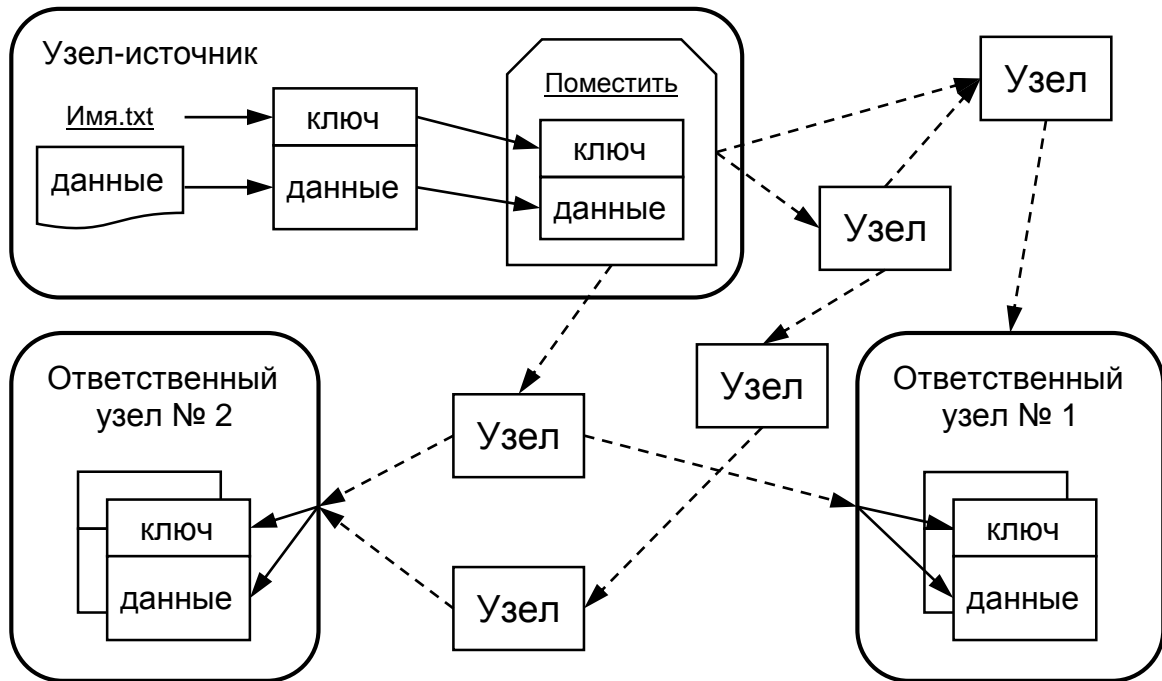 Узел-источник
Имя.txt
данные
ключ
данные
Поместить
ключ
данные
Узел
Узел
Узел
Узел
Узел
Ответственный
узел № 2
ключ
данные
Ответственный
узел № 1
ключ
данные